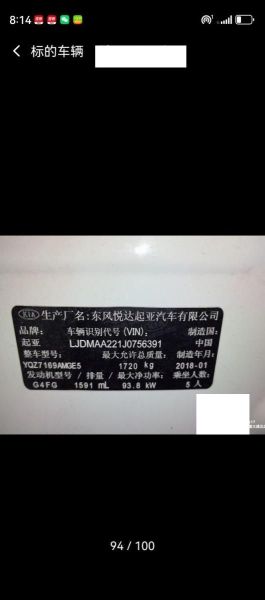 8:14
标的车辆
KIA 生产厂名:东风悦达起亚汽车有限公司
品牌: 车辆识别代号(VIN): 制造国:
起亚 LJDMAA221J0756391 中国
整车型号: 最大允许总质量: 制造年月:
YQZ7169AMGE5 1720 kg 2018-01
发动机型号 / 排量 / 最大净功率: 乘坐人数:
G4FG 1591 mL 93.8 kW 5人
94 / 100